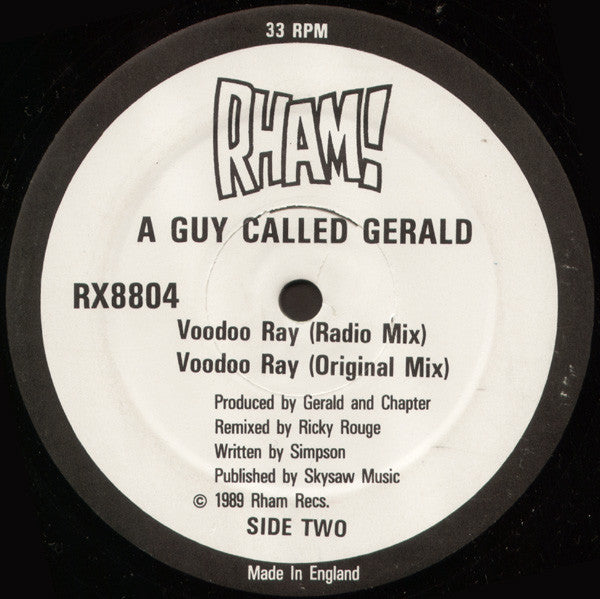 33 RPM
RHAM!
A GUY CALLED GERALD
RX8804
Voodoo Ray (Radio Mix)
Voodoo Ray (Original Mix)
Produced by Gerald and Chapter
Remixed by Ricky Rouge
Written by Simpson
Published by Skysaw Music
© 1989 Rham Recs.
SIDE TWO
Made In England